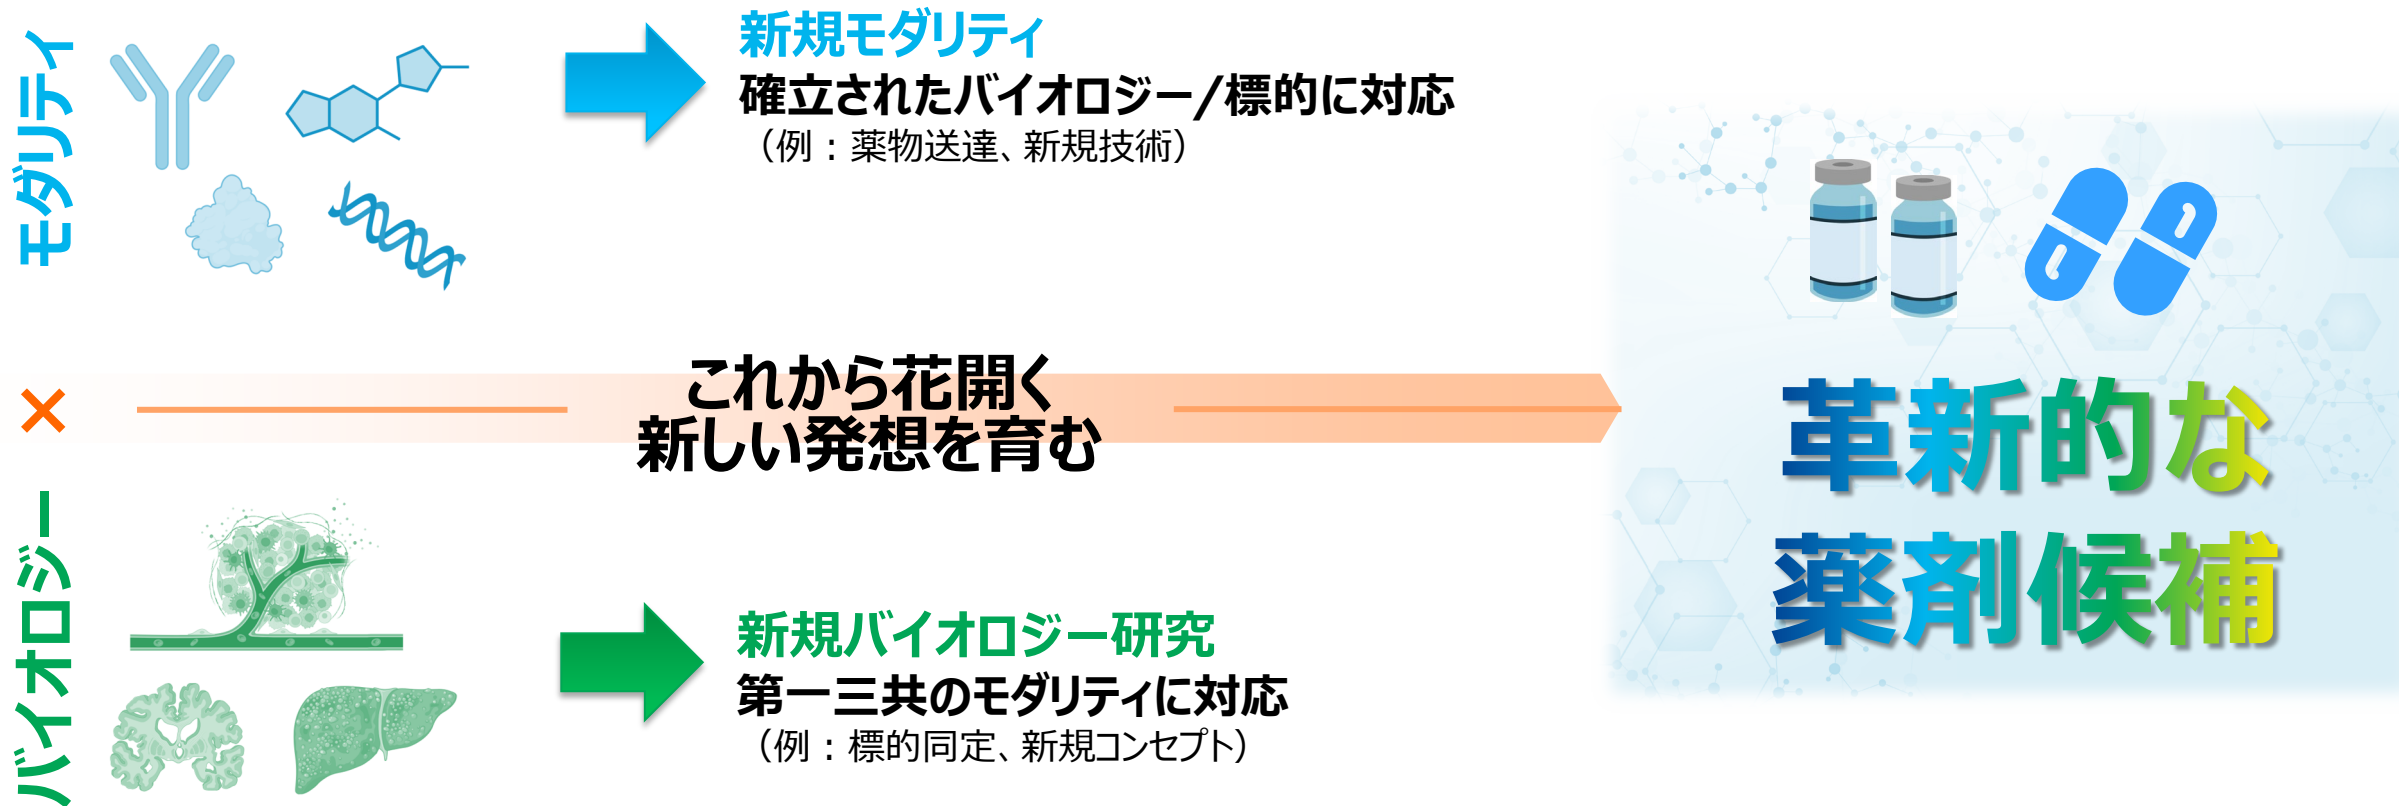 モダリティ
新規モダリティ
確立されたバイオロジー/標的に対応
（例：薬物送達、新規技術）
×
これから花開く
新しい発想を育む
革新的な
薬剤候補
バイオロジー
新規バイオロジー研究
第一三共のモダリティに対応
（例：標的同定、新規コンセプト）